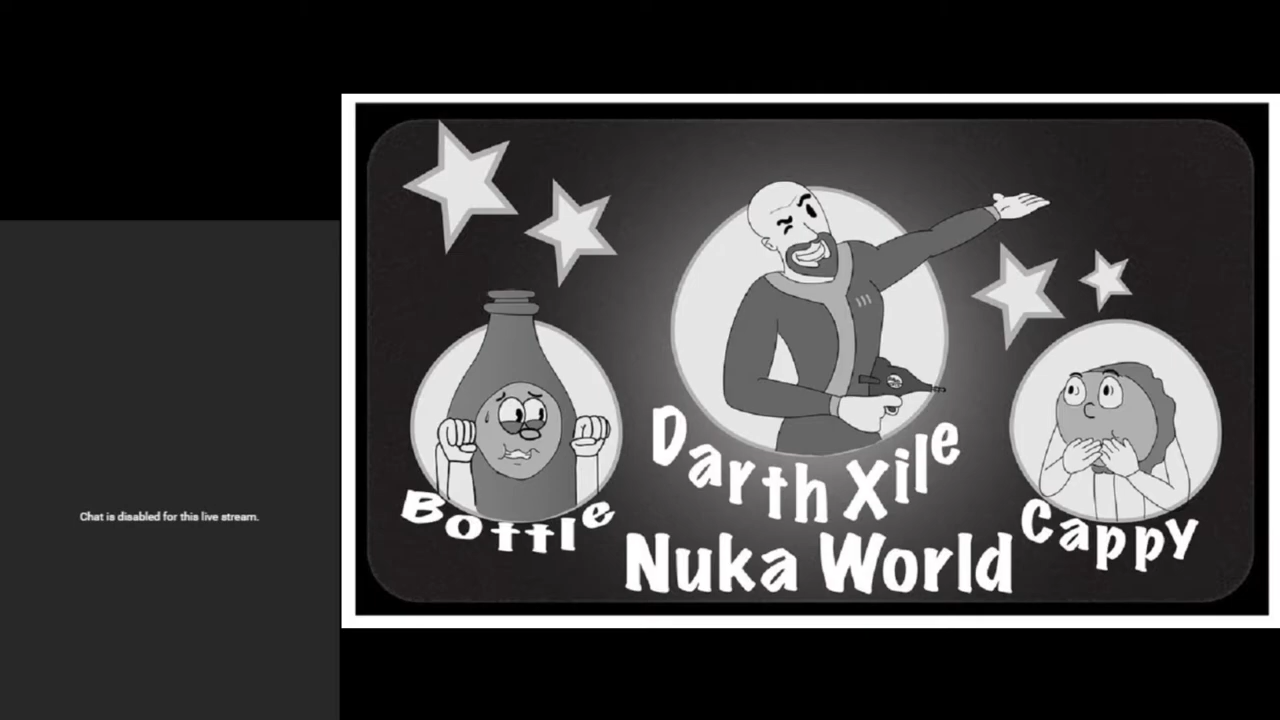 Chat is disabled for this live stream.
Darth Xile
Bottle
Nuka World
Cappy